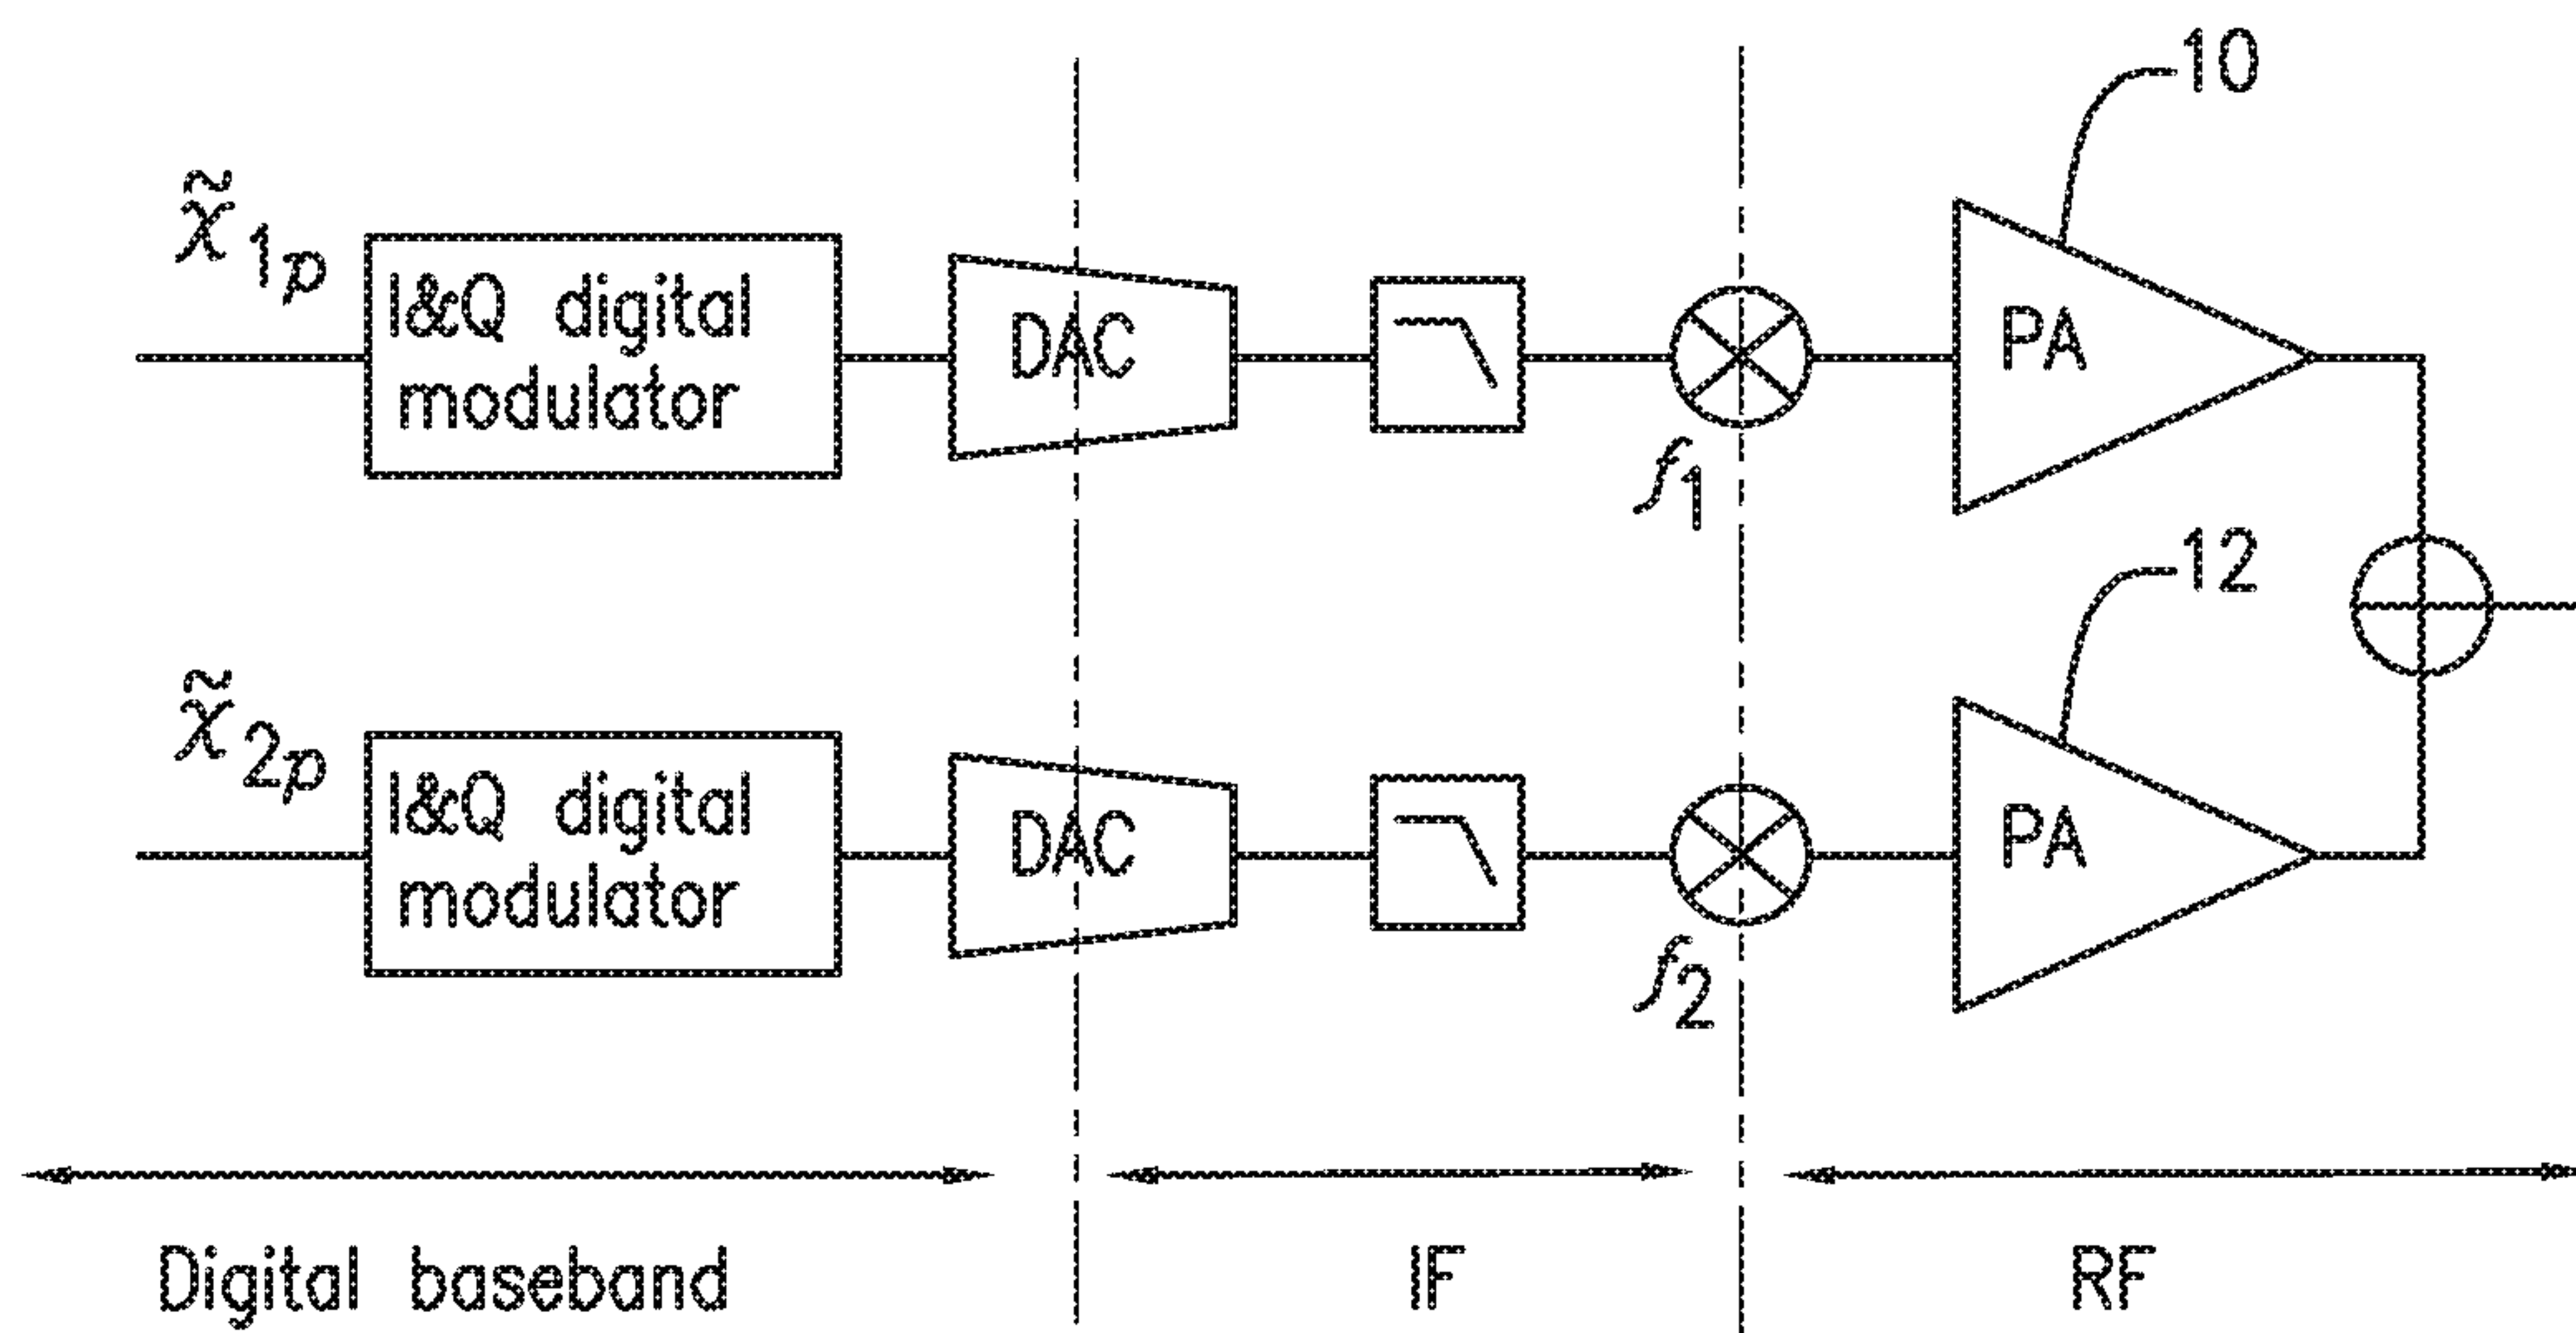 10
x̃1p
I&Q digital
modulator
DAC
PA
f1
12
x̃2p
I&Q digital
modulator
DAC
PA
f2
Digital baseband
IF
RF